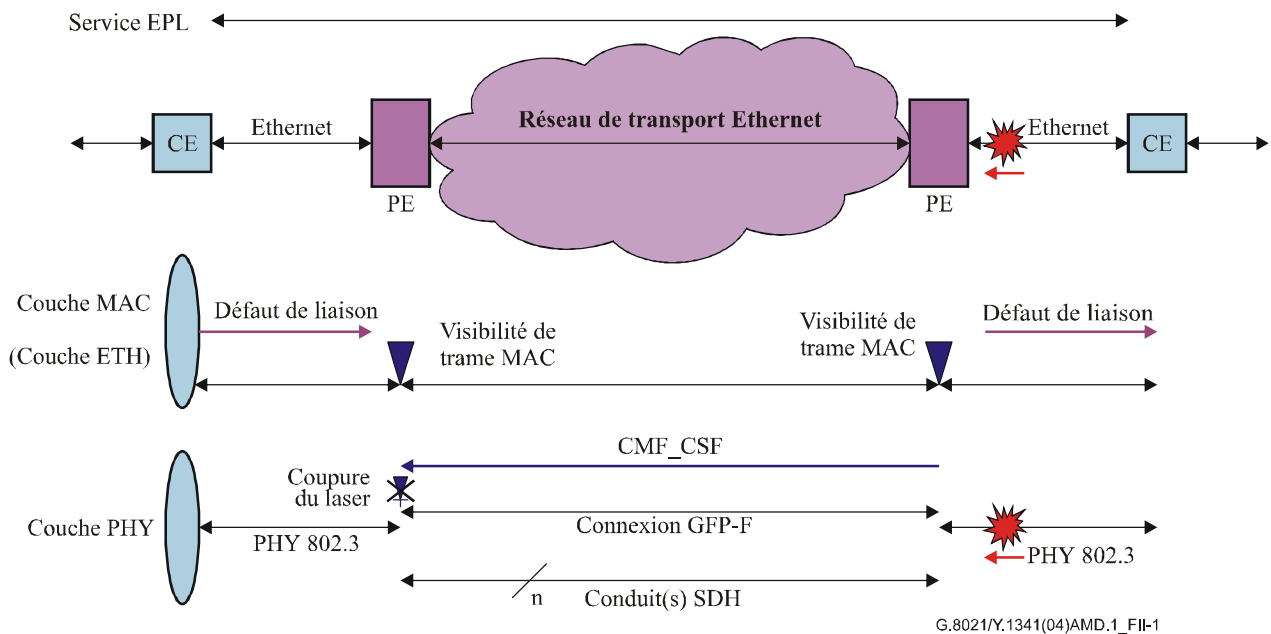 Service EPL
Ethernet
Réseau de transport Ethernet
Ethernet
CE
CE
PE
PE
Couche MAC
(Couche ETH)
Défaut de liaison
Visibilité de
trame MAC
Visibilité de
trame MAC
Défaut de liaison
CMF_CSF
Coupure
du laser
Couche PHY
PHY 802.3
Connexion GFP-F
PHY 802.3
n
Conduit(s) SDH
G.8021/Y.1341(04)AMD.1_FII-1